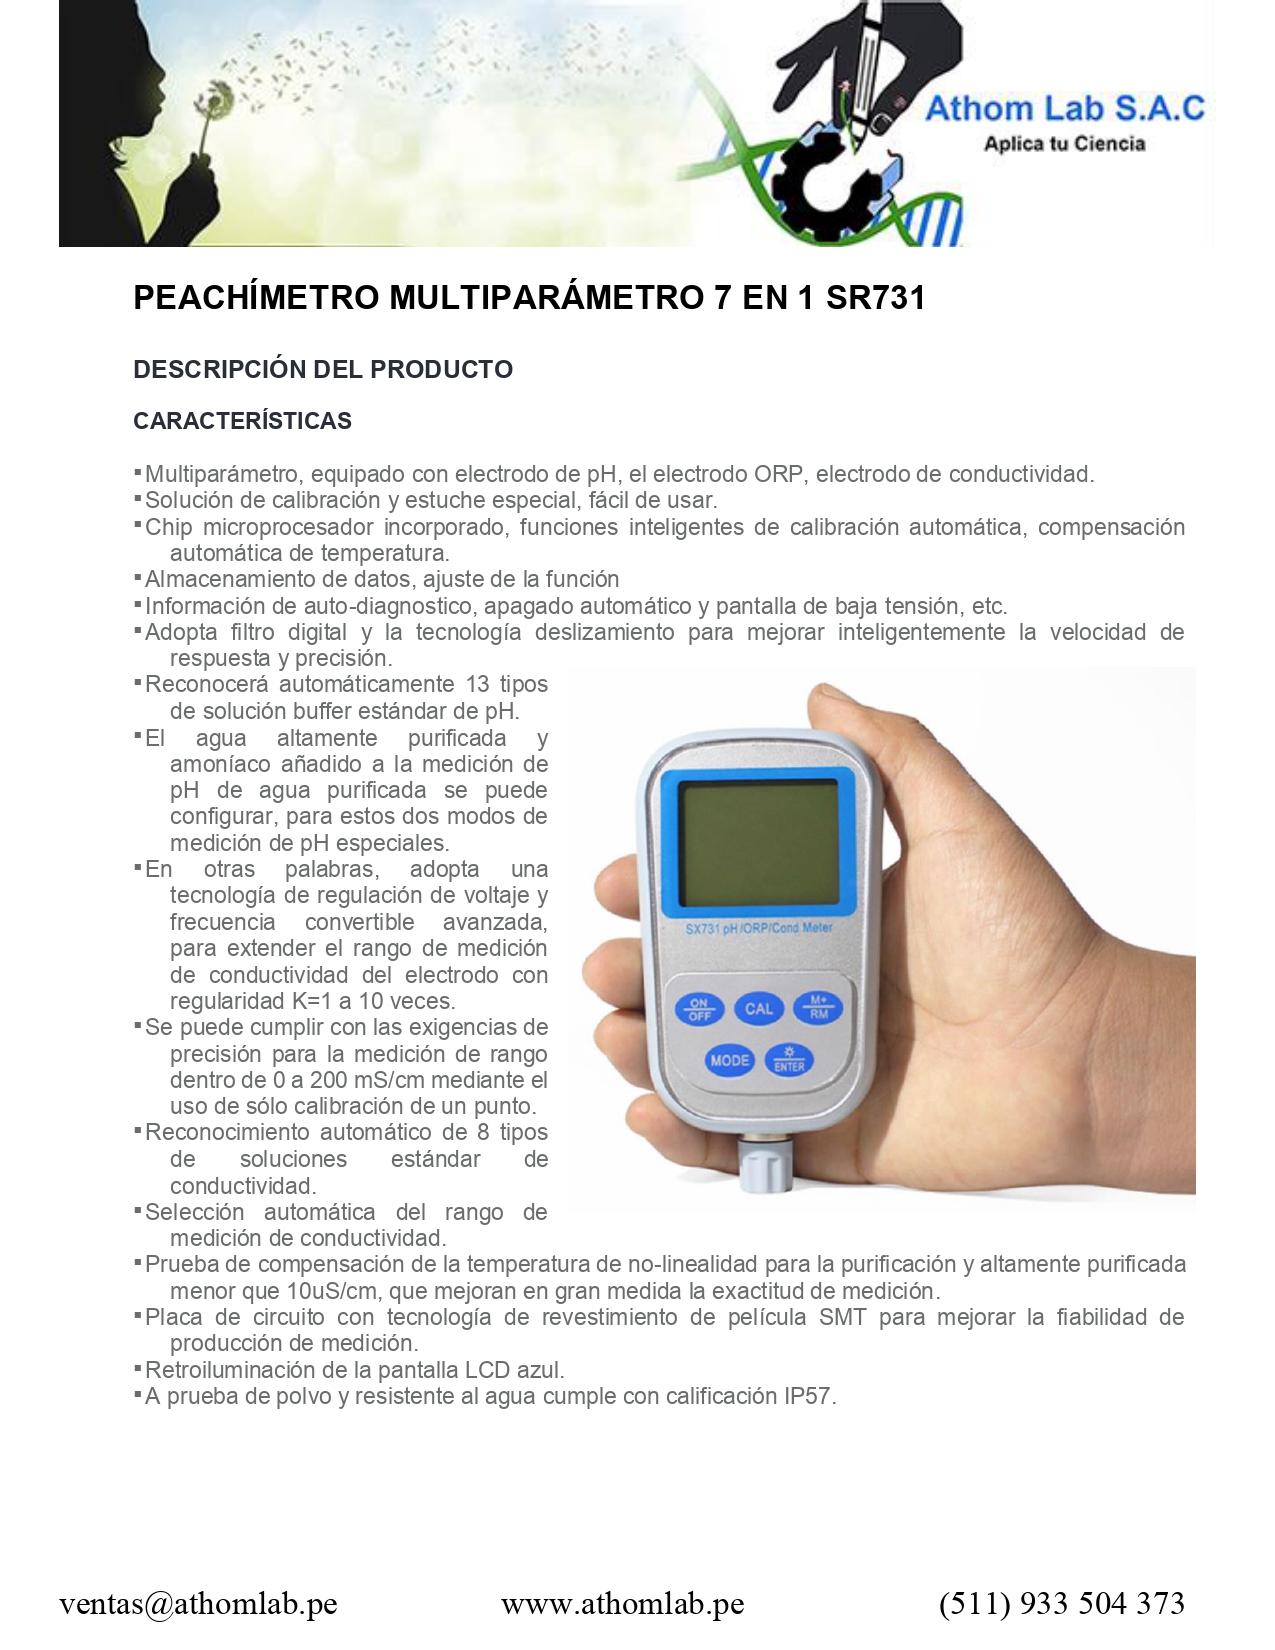 Athom Lab S.A.C
Aplica tu Ciencia
PEACHÍMETRO MULTIPARÁMETRO 7 EN 1 SR731
DESCRIPCIÓN DEL PRODUCTO
CARACTERÍSTICAS
▪Multiparámetro, equipado con electrodo de pH, el electrodo ORP, electrodo de conductividad.
▪Solución de calibración y estuche especial, fácil de usar.
▪Chip microprocesador incorporado, funciones inteligentes de calibración automática, compensación
automática de temperatura.
▪Almacenamiento de datos, ajuste de la función
▪Información de auto-diagnostico, apagado automático y pantalla de baja tensión, etc.
▪Adopta filtro digital y la tecnología deslizamiento para mejorar inteligentemente la velocidad de
respuesta y precisión.
▪Reconocerá automáticamente 13 tipos
de solución buffer estándar de pH.
▪El agua altamente purificada y
amoníaco añadido a la medición de
pH de agua purificada se puede
configurar, para estos dos modos de
medición de pH especiales.
▪En otras palabras, adopta una
tecnología de regulación de voltaje y
frecuencia convertible avanzada,
para extender el rango de medición
de conductividad del electrodo con
regularidad K=1 a 10 veces.
▪Se puede cumplir con las exigencias de
precisión para la medición de rango
dentro de 0 a 200 mS/cm mediante el
uso de sólo calibración de un punto.
▪Reconocimiento automático de 8 tipos
de soluciones estándar de
conductividad.
▪Selección automática del rango de
medición de conductividad.
SX731 pH/ORP/Cond Meter
ON
OFF
CAL
M+
RM
MODE
ENTER
▪Prueba de compensación de la temperatura de no-linealidad para la purificación y altamente purificada
menor que 10uS/cm, que mejoran en gran medida la exactitud de medición.
▪Placa de circuito con tecnología de revestimiento de película SMT para mejorar la fiabilidad de
producción de medición.
▪Retroiluminación de la pantalla LCD azul.
▪A prueba de polvo y resistente al agua cumple con calificación IP57.
ventas@athomlab.pe www.athomlab.pe (511) 933 504 373